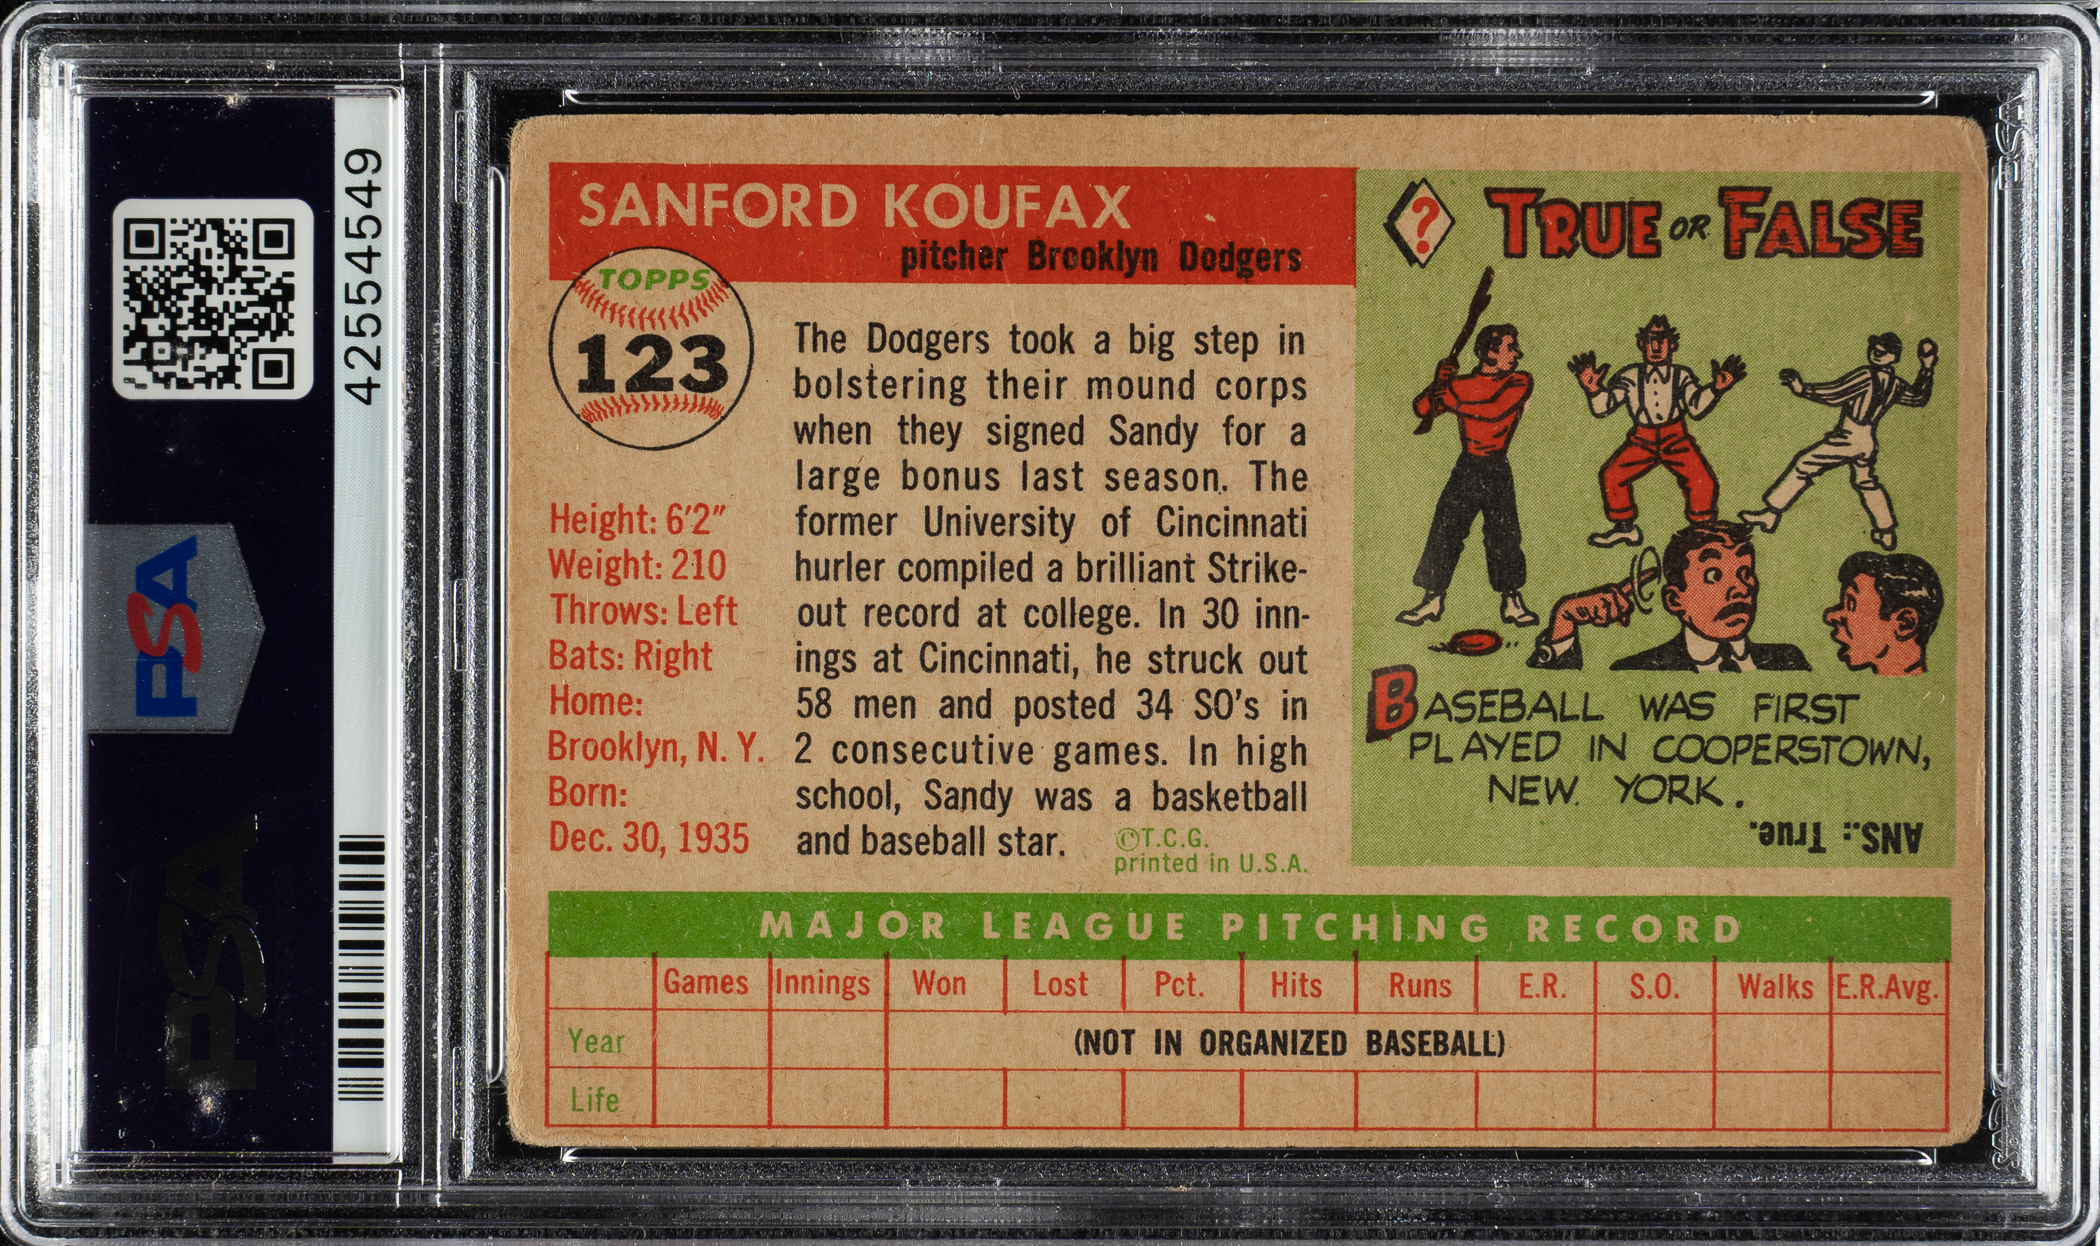 42554549
PSA
PSA
SANFORD KOUFAX
pitcher Brooklyn Dodgers
TOPPS
123
Height: 6'2"
Weight: 210
Throws: Left
Bats: Right
Home:
Brooklyn, N. Y.
Born:
Dec. 30, 1935
The Dodgers took a big step in
bolstering their mound corps
when they signed Sandy for a
large bonus last season. The
former University of Cincinnati
hurler compiled a brilliant Strike-
out record at college. In 30 inn-
ings at Cincinnati, he struck out
58 men and posted 34 SO's in
2 consecutive games. In high
school, Sandy was a basketball
and baseball star.
©T.C.G.
printed in U.S.A.
? TRUE OR FALSE
BASEBALL WAS FIRST
PLAYED IN COOPERSTOWN,
NEW YORK.
ANS.: True.
MAJOR LEAGUE PITCHING RECORD
Games Innings Won Lost Pct. Hits Runs E.R. S.O. Walks E.R.Avg.
Year (NOT IN ORGANIZED BASEBALL)
Life
PSA
PSA